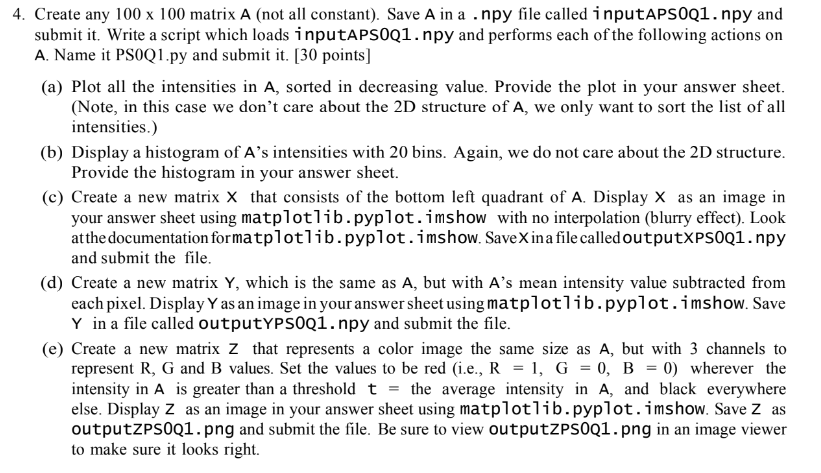 4. Create any 100 x 100 matrix A (not all constant). Save A in a .npy file called inputAPS0Q1.npy and
submit it. Write a script which loads inputAPS0Q1.npy and performs each of the following actions on
A. Name it PS0Q1.py and submit it. [30 points]
(a) Plot all the intensities in A, sorted in decreasing value. Provide the plot in your answer sheet.
(Note, in this case we don't care about the 2D structure of A, we only want to sort the list of all
intensities.)
(b) Display a histogram of A's intensities with 20 bins. Again, we do not care about the 2D structure.
Provide the histogram in your answer sheet.
(c) Create a new matrix X that consists of the bottom left quadrant of A. Display X as an image in
your answer sheet using matplotlib.pyplot.imshow with no interpolation (blurry effect). Look
at the documentation for matplotlib.pyplot.imshow. Save X in a file called outputXPS0Q1.npy
and submit the file.
(d) Create a new matrix Y, which is the same as A, but with A's mean intensity value subtracted from
each pixel. Display Y as an image in your answer sheet using matplotlib.pyplot.imshow. Save
Y in a file called outputYPS0Q1.npy and submit the file.
(e) Create a new matrix Z that represents a color image the same size as A, but with 3 channels to
represent R, G and B values. Set the values to be red (i.e., R = 1, G = 0, B = 0) wherever the
intensity in A is greater than a threshold t = the average intensity in A, and black everywhere
else. Display Z as an image in your answer sheet using matplotlib.pyplot.imshow. Save Z as
outputZPS0Q1.png and submit the file. Be sure to view outputZPS0Q1.png in an image viewer
to make sure it looks right.